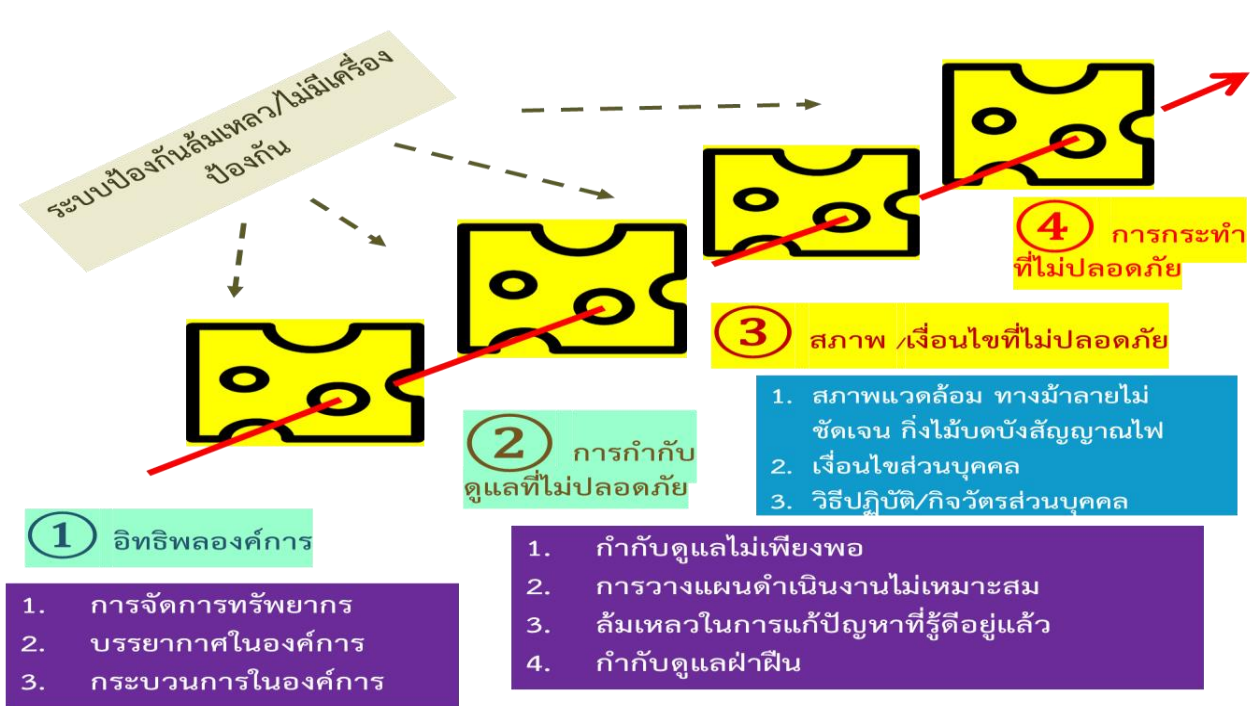 ระบบป้องกันล้มเหลว/ไม่มีเครื่อง
ป้องกัน
4 การกระทำ
ที่ไม่ปลอดภัย
3 สภาพ /เงื่อนไขที่ไม่ปลอดภัย
1. สภาพแวดล้อม ทางม้าลายไม่
ชัดเจน กิ่งไม้บดบังสัญญาณไฟ
2. เงื่อนไขส่วนบุคคล
3. วิธีปฏิบัติ/กิจวัตรส่วนบุคคล
2 การกำกับ
ดูแลที่ไม่ปลอดภัย
1. กำกับดูแลไม่เพียงพอ
2. การวางแผนดำเนินงานไม่เหมาะสม
3. ล้มเหลวในการแก้ปัญหาที่รู้ดีอยู่แล้ว
4. กำกับดูแลฝ่าฝืน
1 อิทธิพลองค์การ
1. การจัดการทรัพยากร
2. บรรยากาศในองค์การ
3. กระบวนการในองค์การ